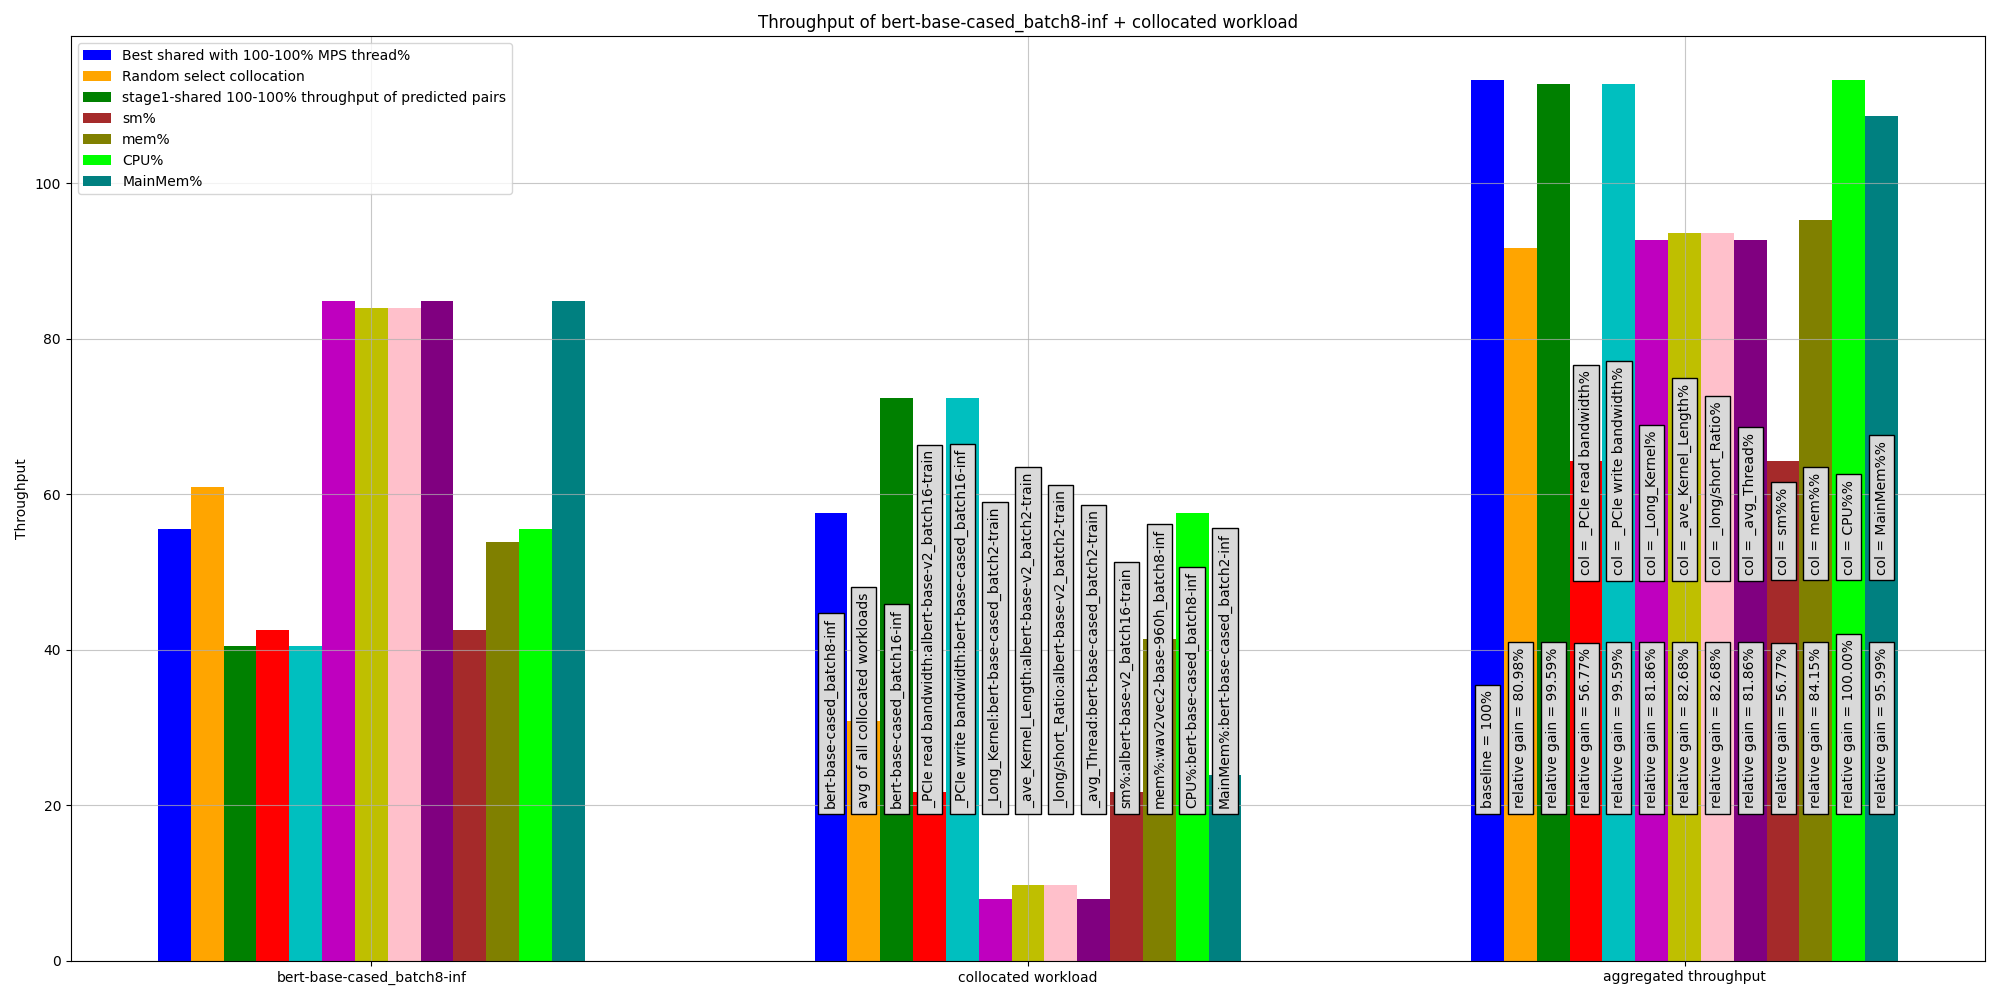 Throughput of bert-base-cased_batch8-inf + collocated workload
Best shared with 100-100% MPS thread%
Random select collocation
stage1-shared 100-100% throughput of predicted pairs
sm%
mem%
CPU%
MainMem%
Throughput
100
80
60
40
20
0
bert-base-cased_batch8-inf
avg of all collocated workloads
bert-base-cased_batch16-inf
_PCIe read bandwidth:albert-base-v2_batch16-train
_PCIe write bandwidth:bert-base-cased_batch16-inf
_Long_Kernel:bert-base-cased_batch2-train
_ave_Kernel_Length:albert-base-v2_batch2-train
_long/short_Ratio:albert-base-v2_batch2-train
_avg_Thread:bert-base-cased_batch2-train
sm%:albert-base-v2_batch16-train
mem%:wav2vec2-base-960h_batch8-inf
CPU%:bert-base-cased_batch8-inf
MainMem%:bert-base-cased_batch2-inf
col = _PCIe read bandwidth%
col = _PCIe write bandwidth%
col = _Long_Kernel%
col = _ave_Kernel_Length%
col = _long/short_Ratio%
col = _avg_Thread%
col = sm%%
col = mem%%
col = CPU%%
col = MainMem%%
baseline = 100%
relative gain = 80.98%
relative gain = 99.59%
relative gain = 56.77%
relative gain = 99.59%
relative gain = 81.86%
relative gain = 82.68%
relative gain = 82.68%
relative gain = 81.86%
relative gain = 56.77%
relative gain = 84.15%
relative gain = 100.00%
relative gain = 95.99%
bert-base-cased_batch8-inf
collocated workload
aggregated throughput